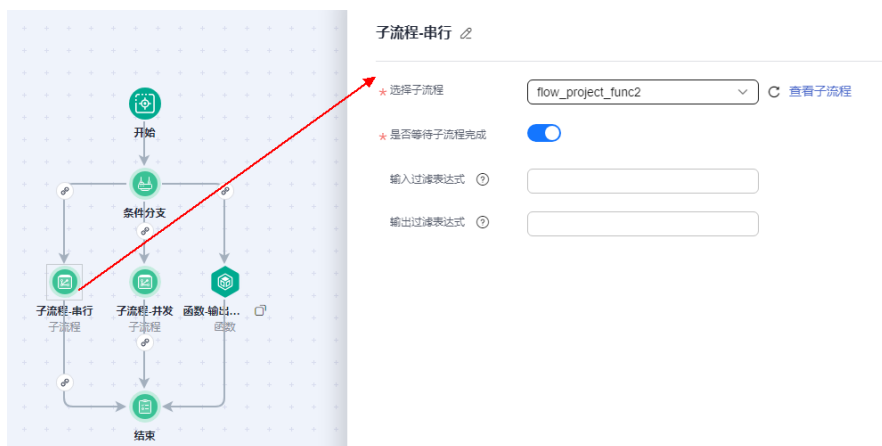 子流程-串行
选择子流程
flow_project_func2
查看子流程
是否等待子流程完成
输入过滤表达式
输出过滤表达式
开始
条件分支
子流程-串行
子流程
子流程-并发
子流程
函数-输出...
函数
结束